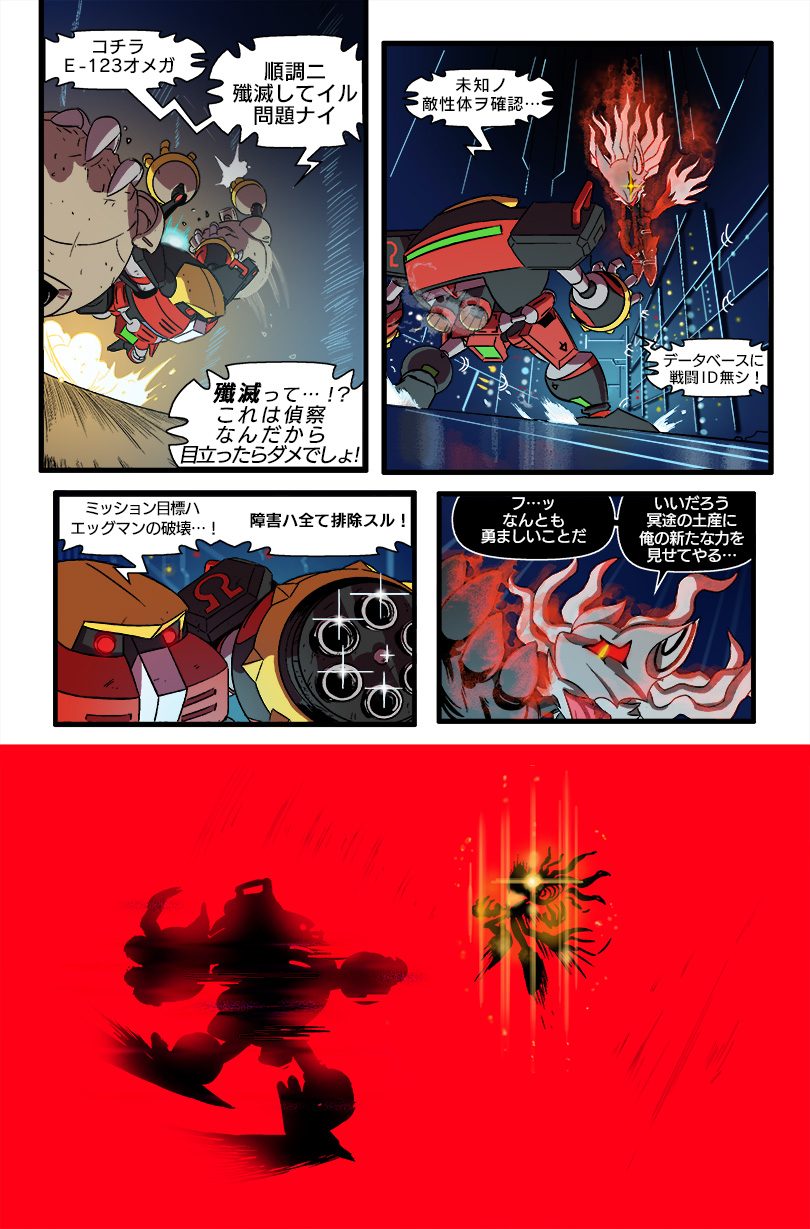 コチラ
E-123オメガ
順調ニ
殲滅してイル
問題ナイ
殲滅って…!?
これは偵察
なんだから
目立ったらダメでしょ!
未知ノ
敵性体ヲ確認…
データベースに
戦闘ID無シ!
ミッション目標ハ
エッグマンの破壊…!
障害ハ全て排除スル!
Ω
フ…ッ
なんとも
勇ましいことだ
いいだろう
冥途の土産に
俺の新たな力を
見せてやる…